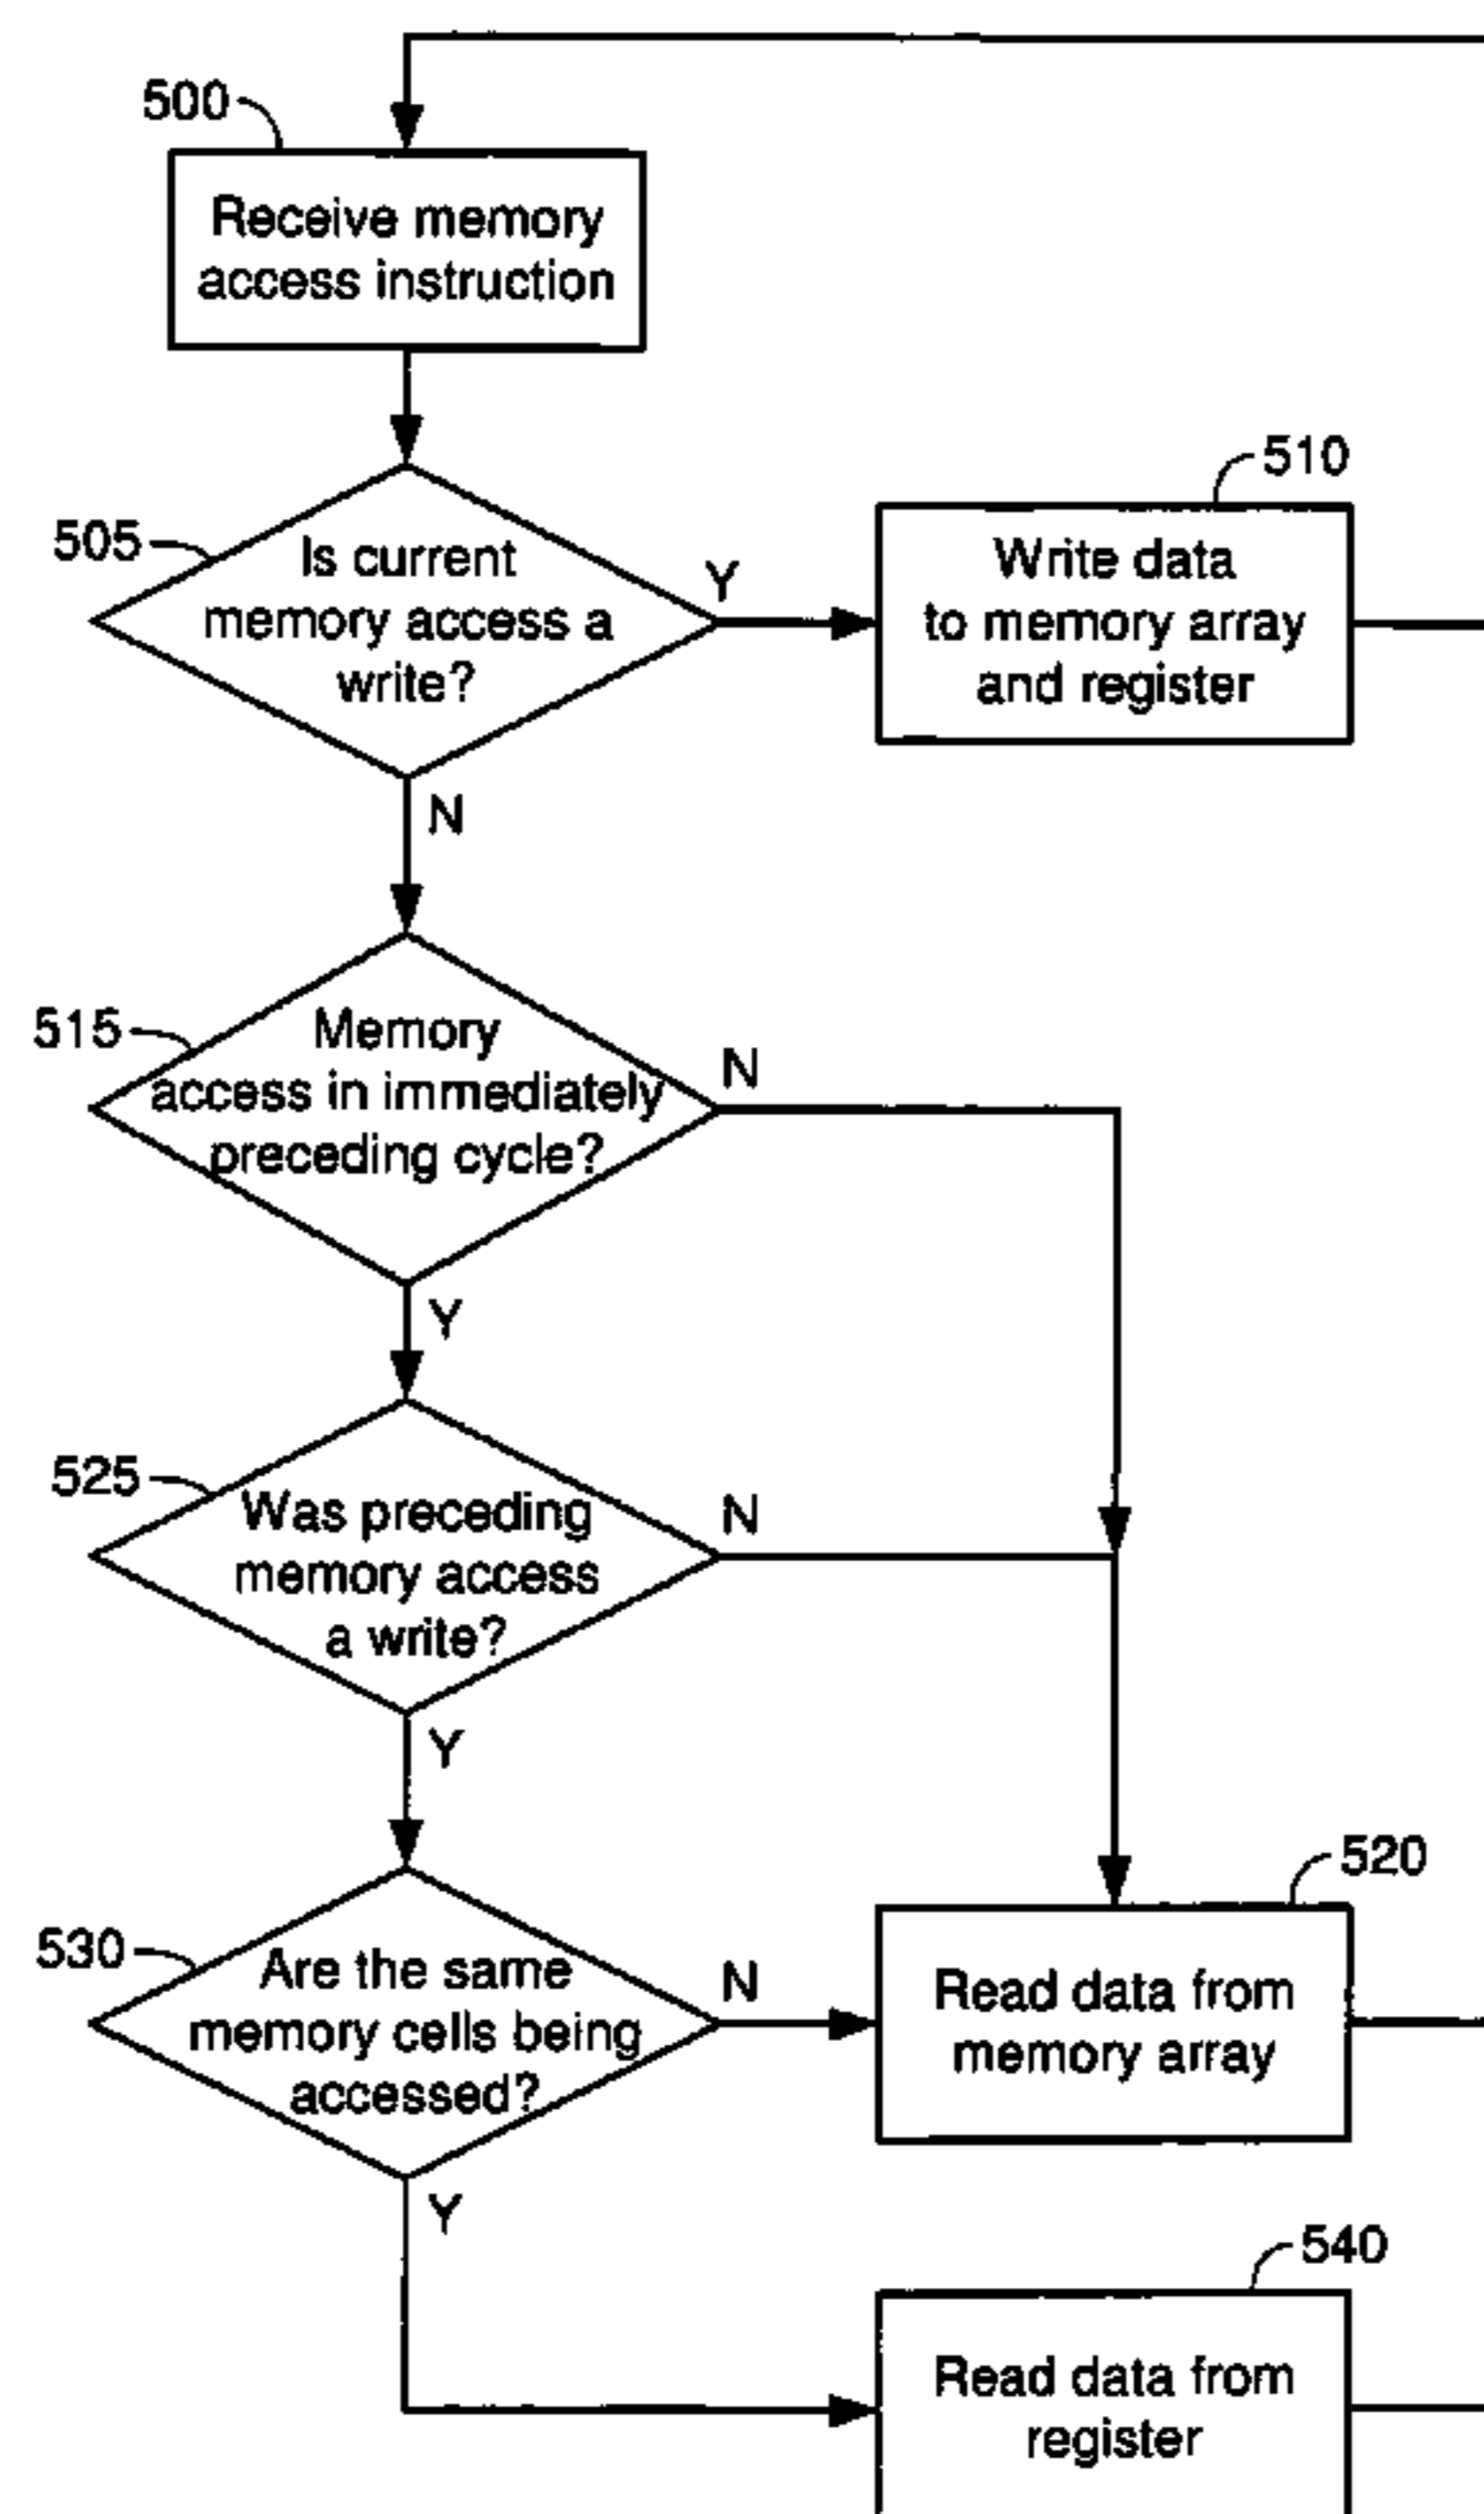 500
Receive memory
access instruction
505
Is current
memory access a
write?
Y
N
510
Write data
to memory array
and register
515
Memory
access in immediately
preceding cycle?
N
Y
525
Was preceding
memory access
a write?
N
Y
530
Are the same
memory cells being
accessed?
N
Y
520
Read data from
memory array
540
Read data from
register